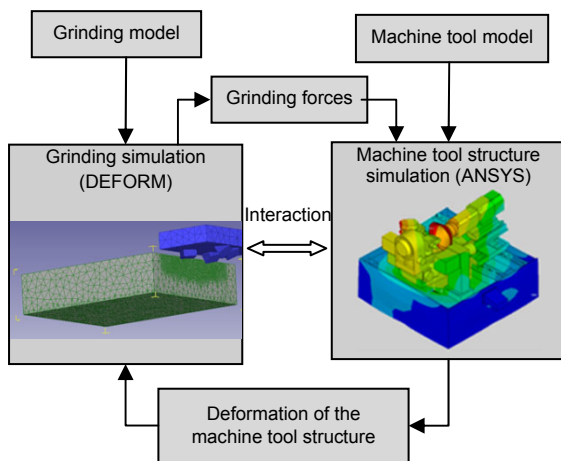 Grinding model
Machine tool model
Grinding forces
Grinding simulation
(DEFORM)
Machine tool structure
simulation (ANSYS)
Interaction
Deformation of the
machine tool structure